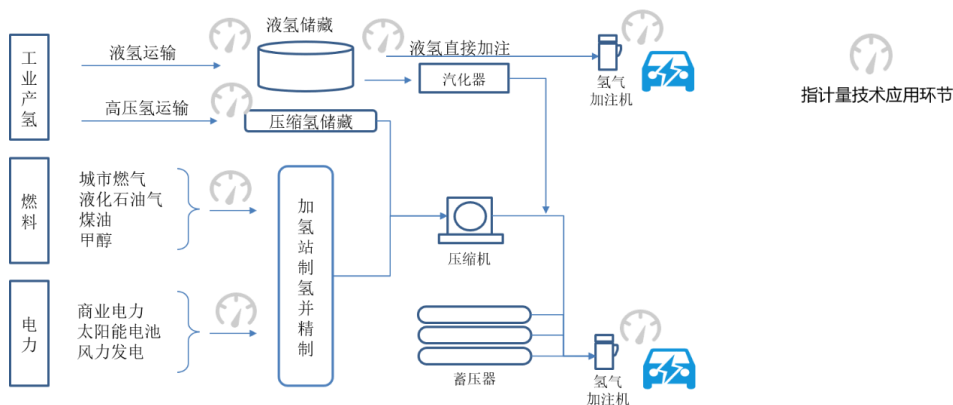 工业产氢
液氢运输
高压氢运输
液氢储藏
压缩氢储藏
液氢直接加注
汽化器
氢气
加注机
指计量技术应用环节
燃料
城市燃气
液化石油气
煤油
甲醇
加氢站制氢并精制
压缩机
电力
商业电力
太阳能电池
风力发电
蓄压器
氢气
加注机